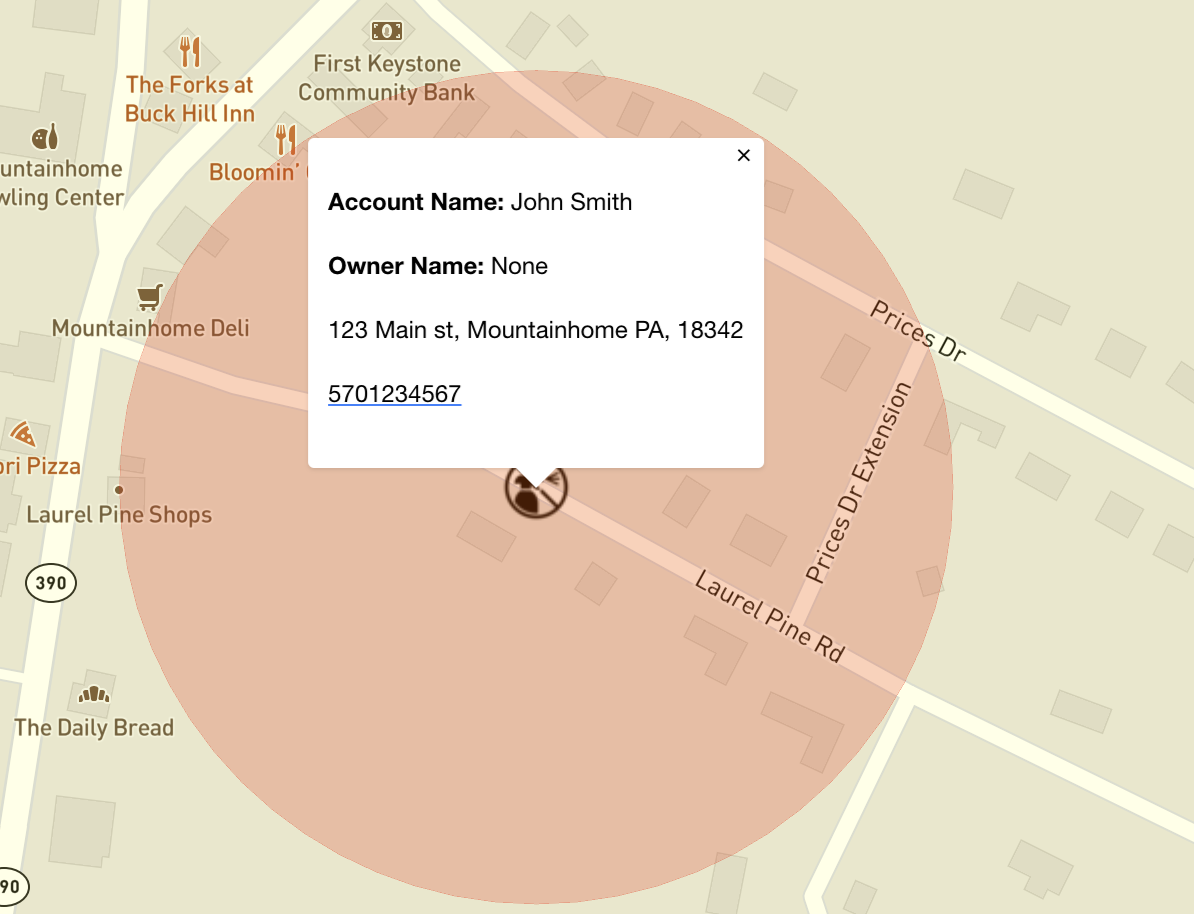 First Keystone
Community Bank
The Forks at
Buck Hill Inn
untainhome
wling Center
Bloomin’
Account Name: John Smith
Owner Name: None
123 Main st, Mountainhome PA, 18342
5701234567
Mountainhome Deli
Prices Dr
Prices Dr Extension
ori Pizza
Laurel Pine Shops
390
Laurel Pine Rd
The Daily Bread
90